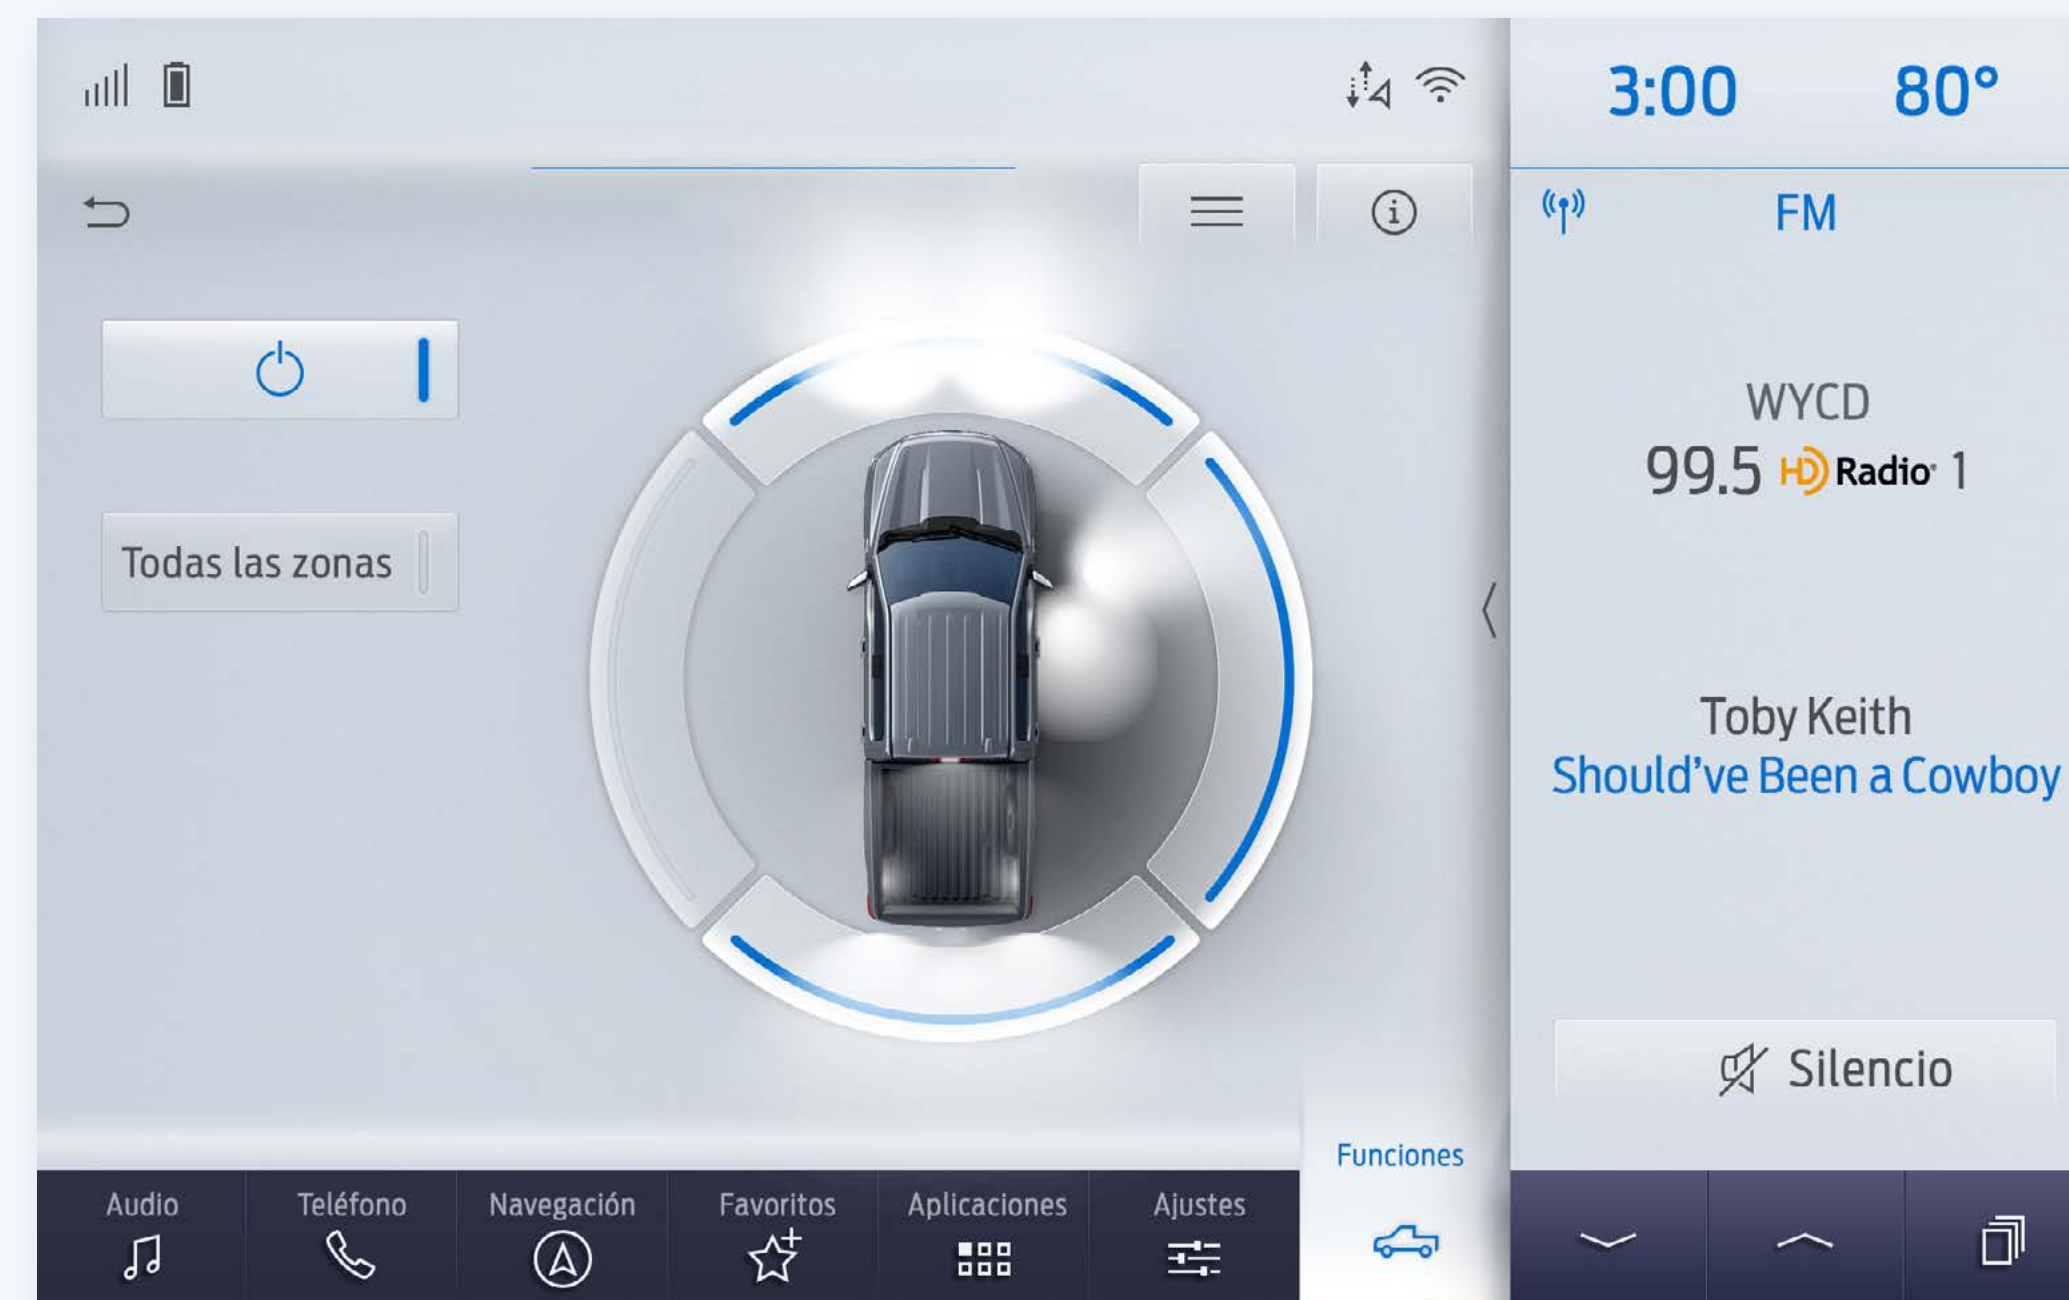 3:00 80°
FM
WYCD
99.5 HD Radio® 1
Todas las zonas
Toby Keith
Should've Been a Cowboy
Silencio
Funciones
Audio Teléfono Navegación Favoritos Aplicaciones Ajustes